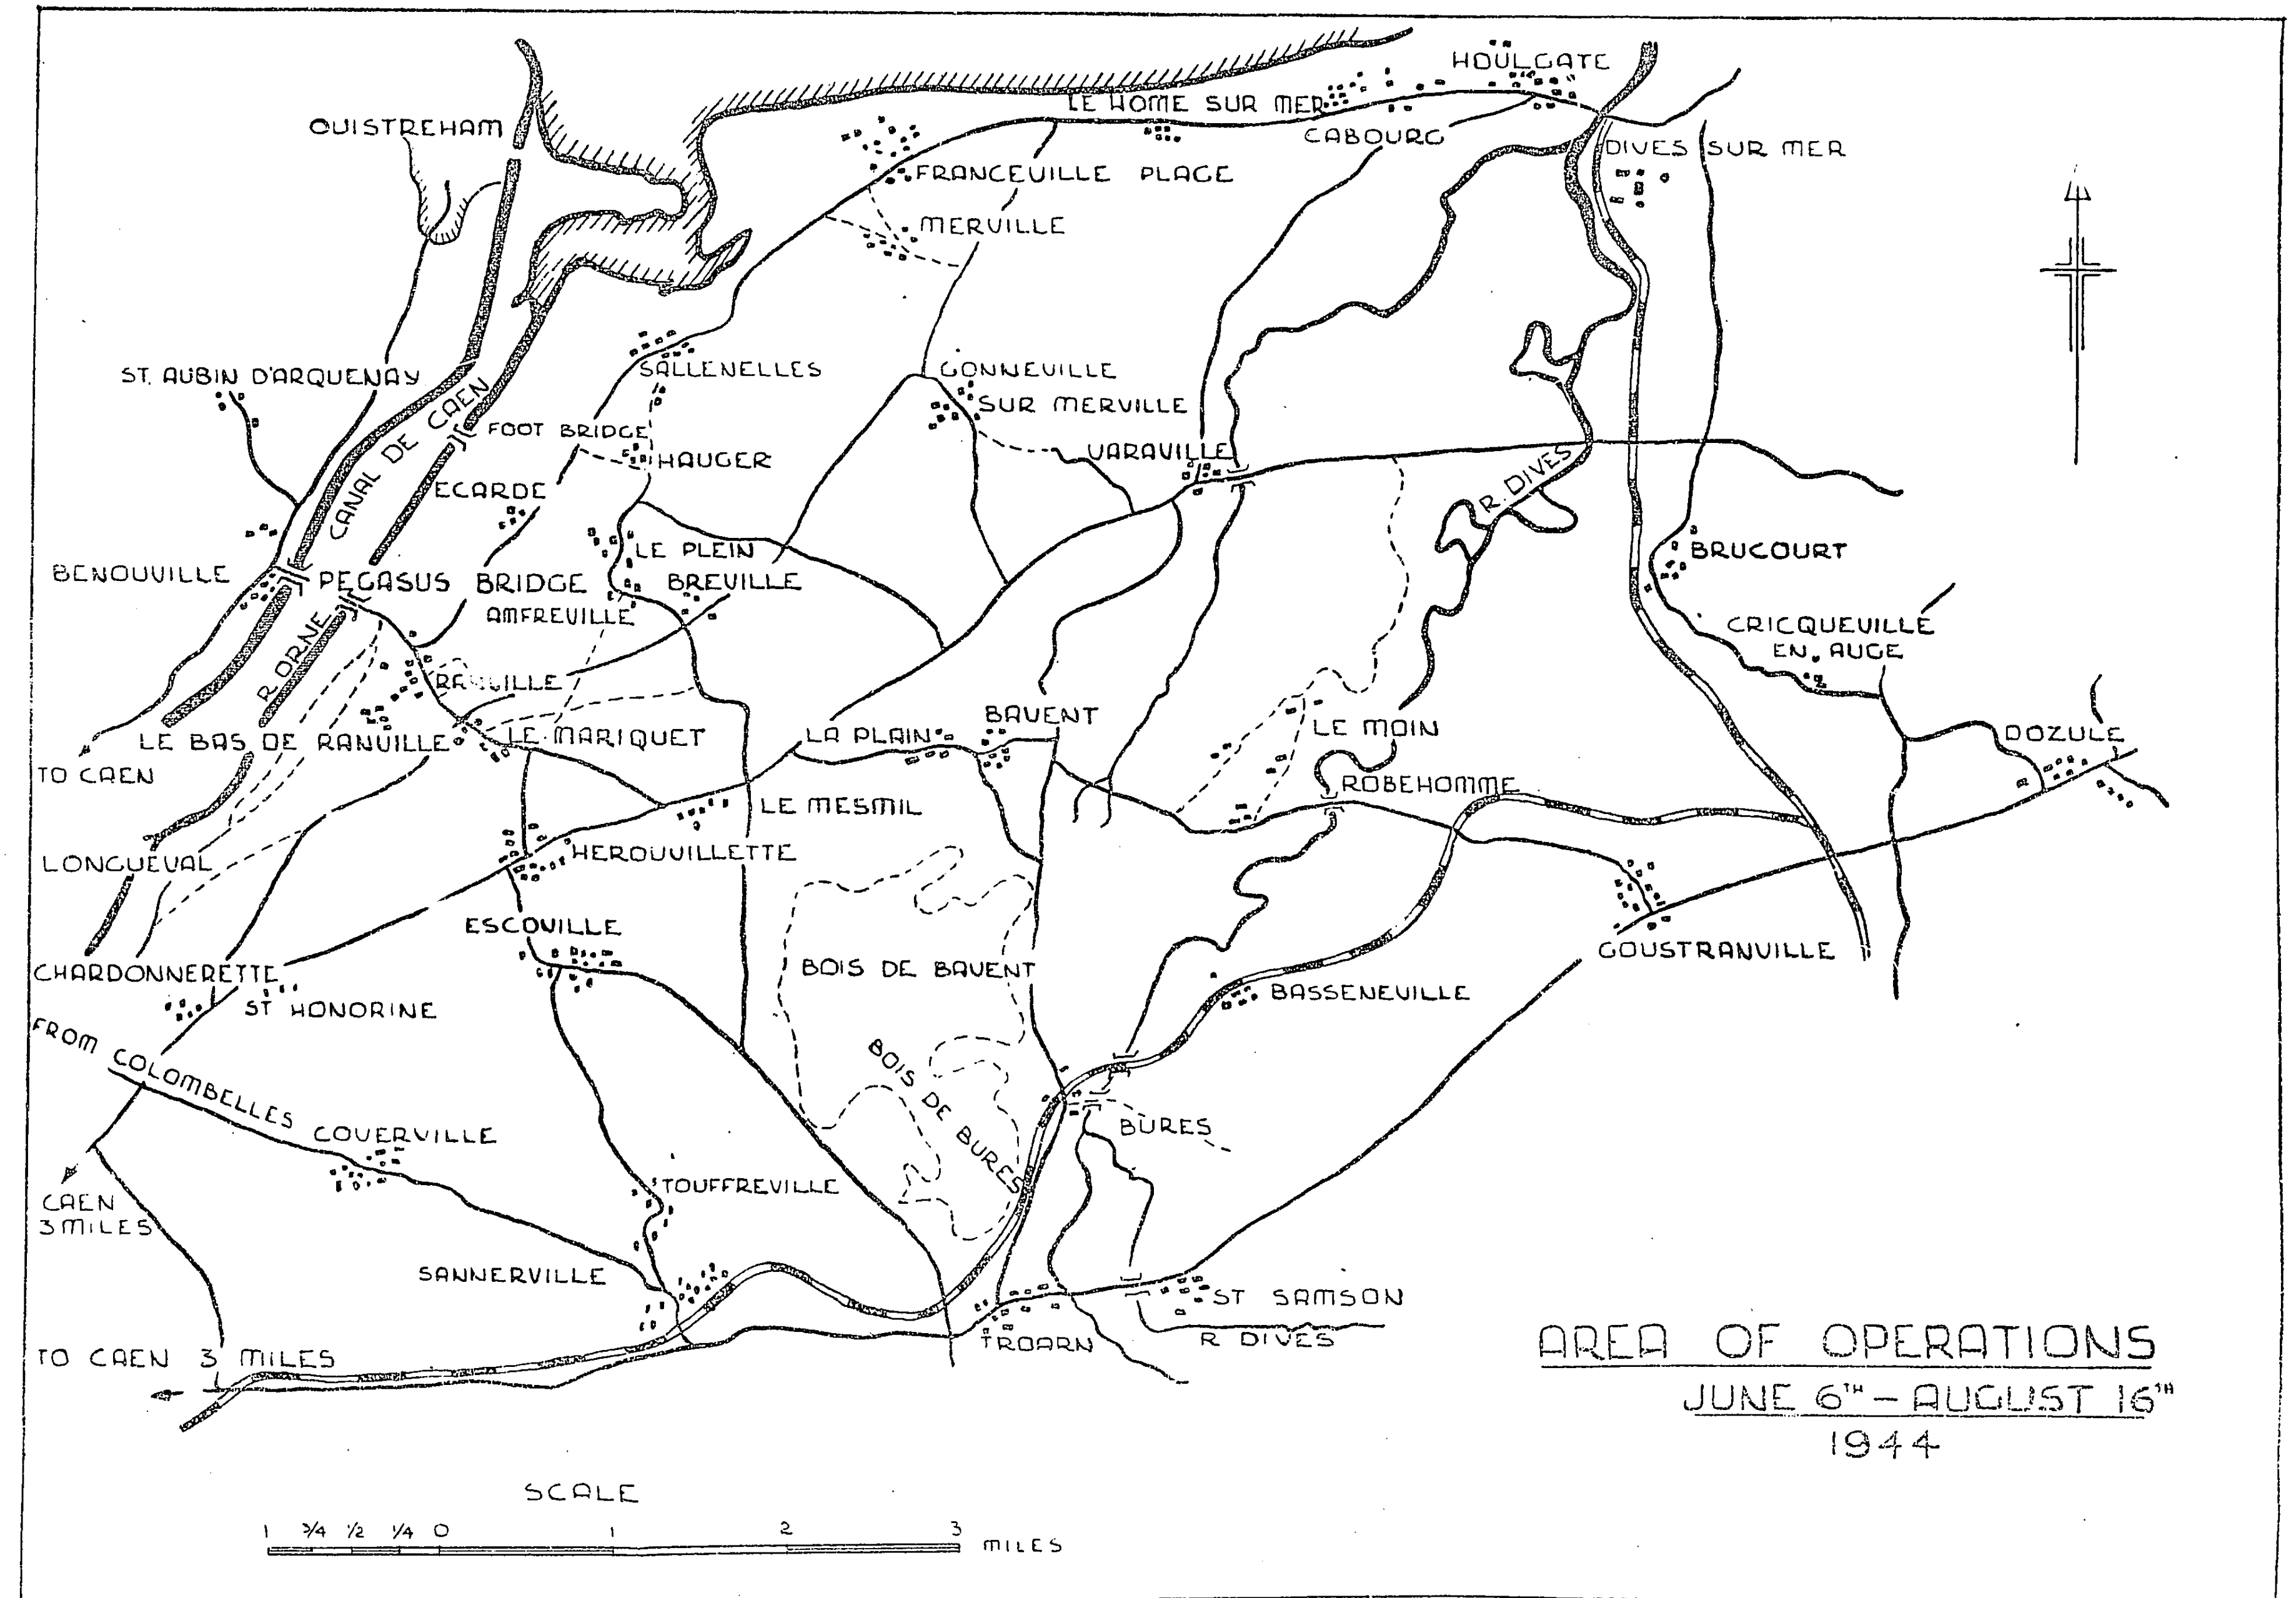 HOULGATE
LE HOME SUR MER
OUISTREHAM
CABOURG
DIVES SUR MER
FRANCEVILLE PLAGE
MERVILLE
ST. AUBIN D'ARQUENAY
SALLENELLES
GONNEVILLE
SUR MERVILLE
CANAL DE CAEN
FOOT BRIDGE
HAUGER
VARAVILLE
ECARDE
R. DIVES
LE PLEIN
BRUCOURT
BENOUVILLE
PEGASUS BRIDGE
BREVILLE
AMFREVILLE
CRICQUEVILLE
EN AUGE
R ORNE
RANVILLE
BAVENT
LE MOIN
DOZULE
LE BAS DE RANVILLE
LE MARIQUET
LA PLAIN
TO CAEN
ROBEHOMME
LE MESMIL
LONGUEVAL
HEROUVILLETTE
ESCOVILLE
GOUSTRANVILLE
CHARDONNERETTE
BOIS DE BAVENT
BASSENEVILLE
ST HONORINE
FROM COLOMBELLES
BOIS DE BURES
BURES
COUERVILLE
TOUFFREVILLE
CAEN
3 MILES
SANNERVILLE
ST SAMSON
TROARN
R DIVES
TO CAEN 3 MILES
AREA OF OPERATIONS
JUNE 6TH – AUGUST 16TH
1944
SCALE
1 3/4 1/2 1/4 0 1 2 3
MILES